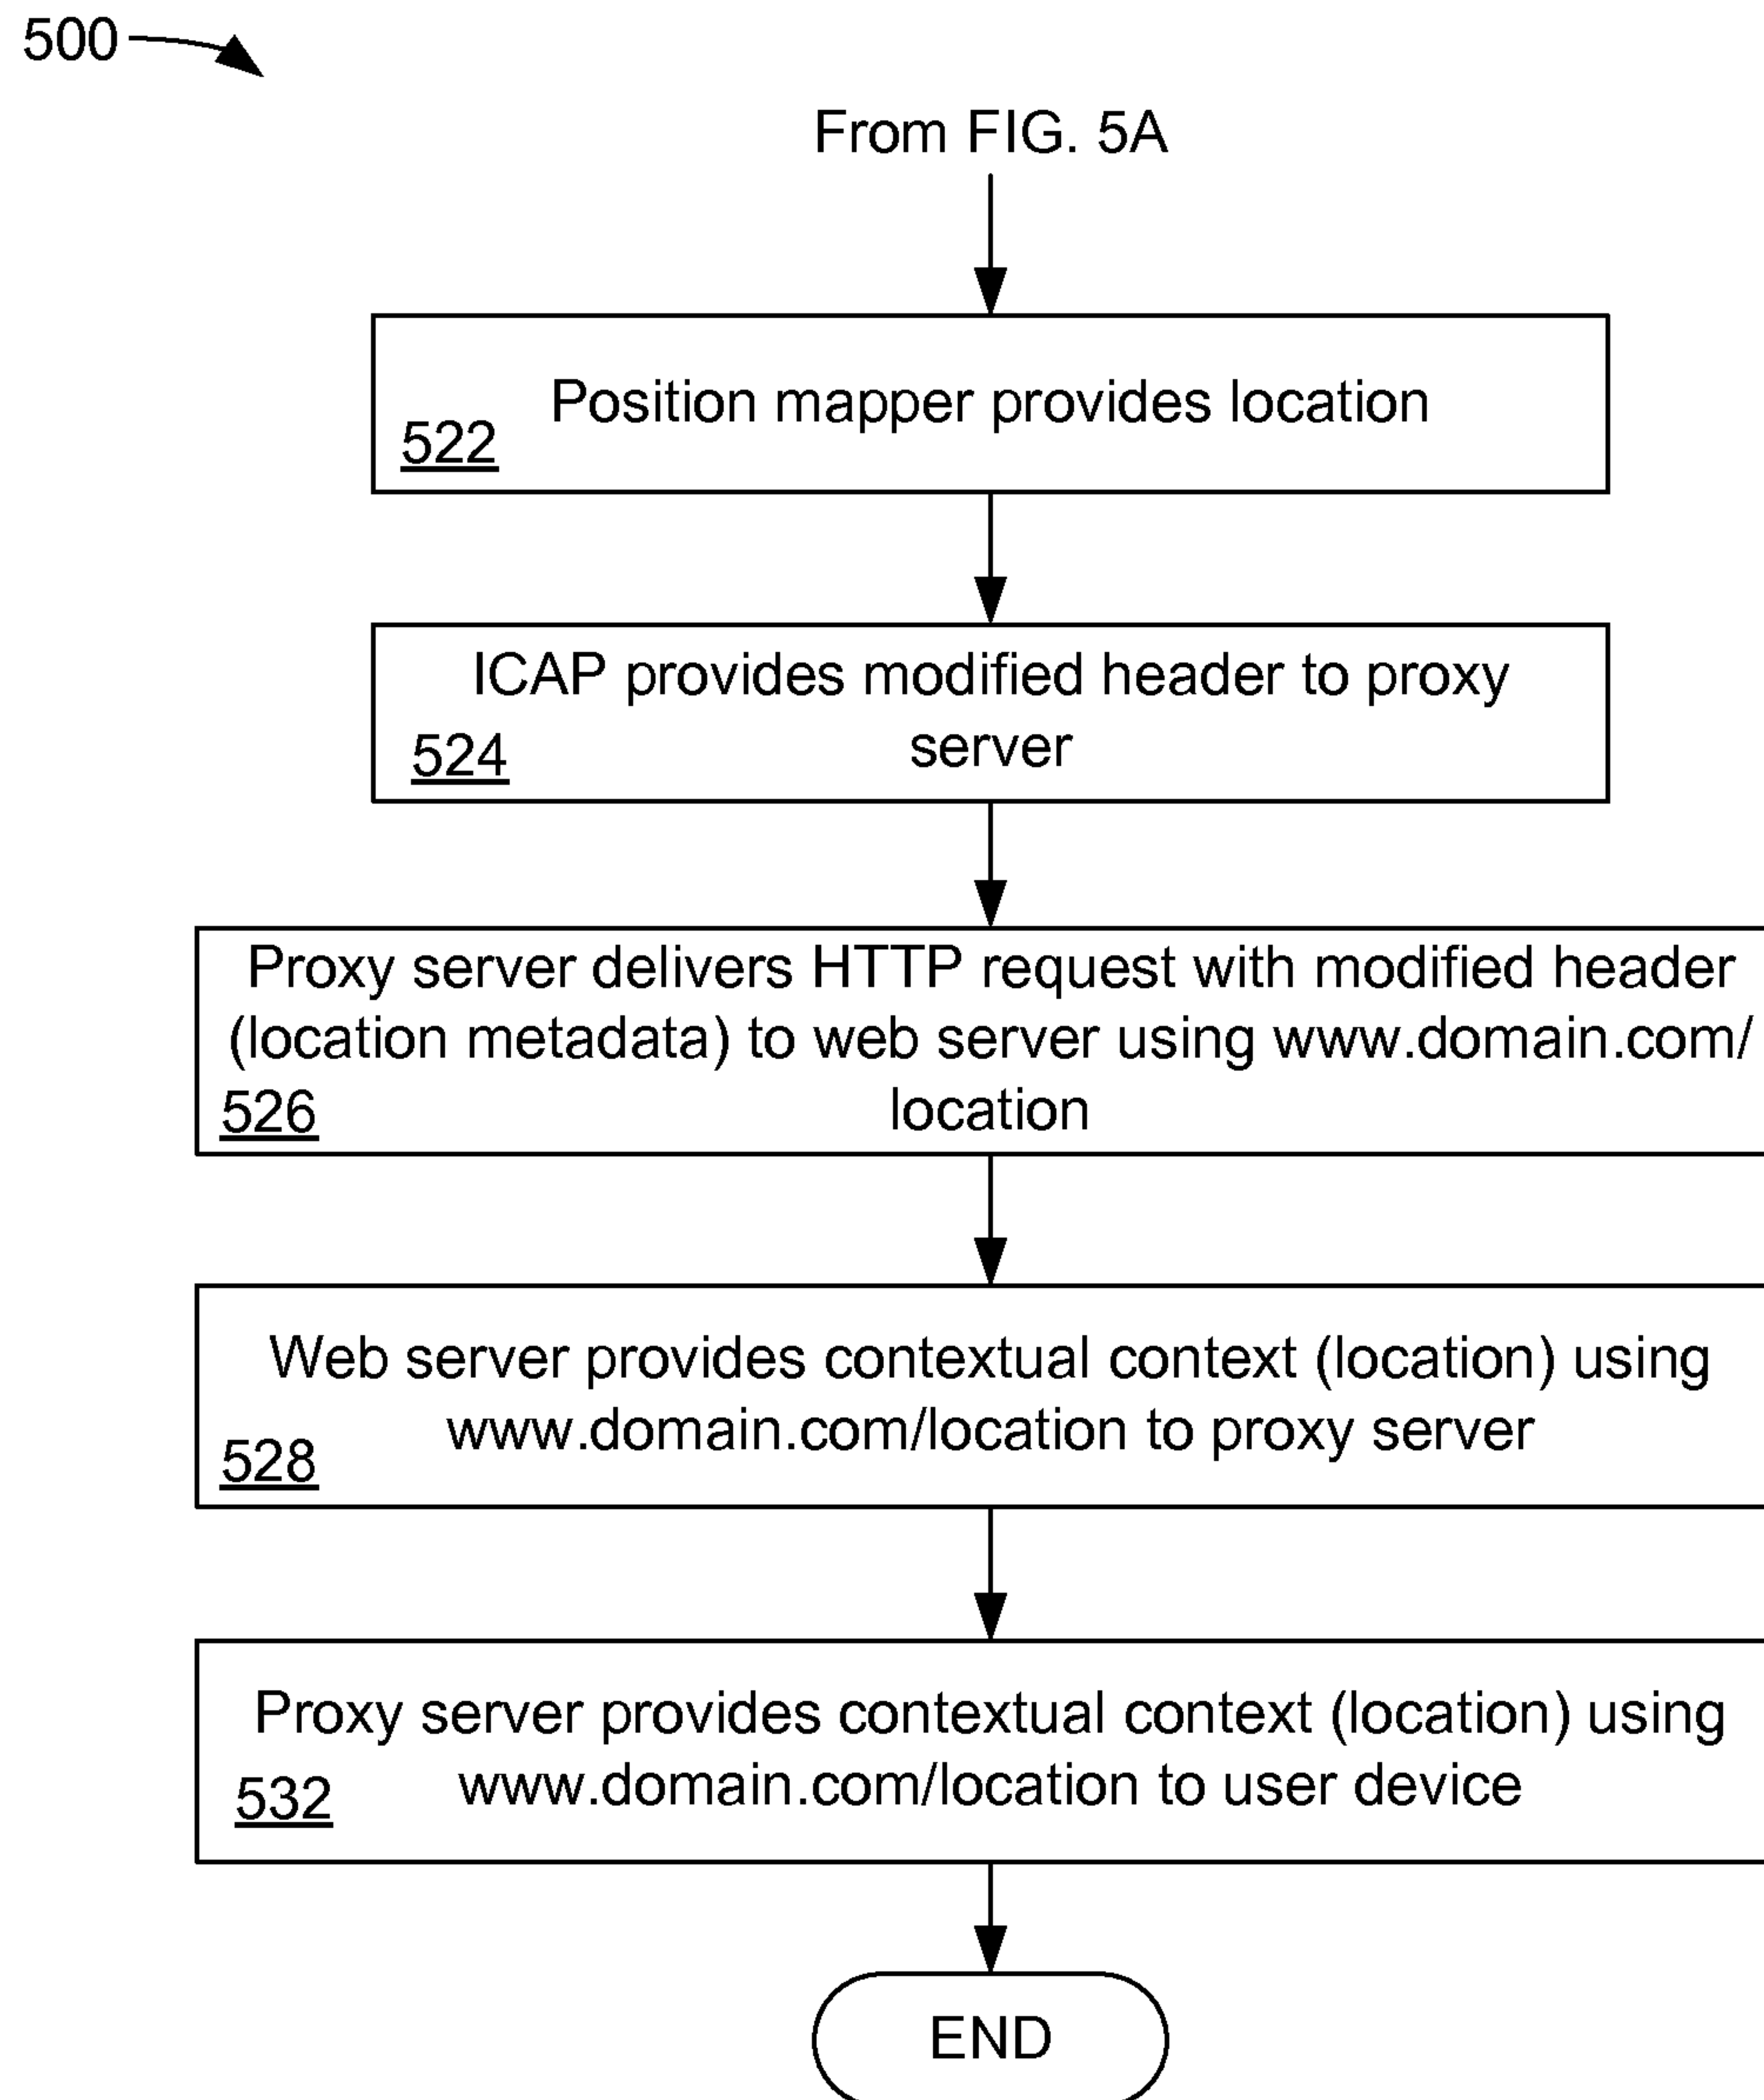 500
From FIG. 5A
Position mapper provides location
522
ICAP provides modified header to proxy
server
524
Proxy server delivers HTTP request with modified header
(location metadata) to web server using www.domain.com/
location
526
Web server provides contextual context (location) using
www.domain.com/location to proxy server
528
Proxy server provides contextual context (location) using
www.domain.com/location to user device
532
END